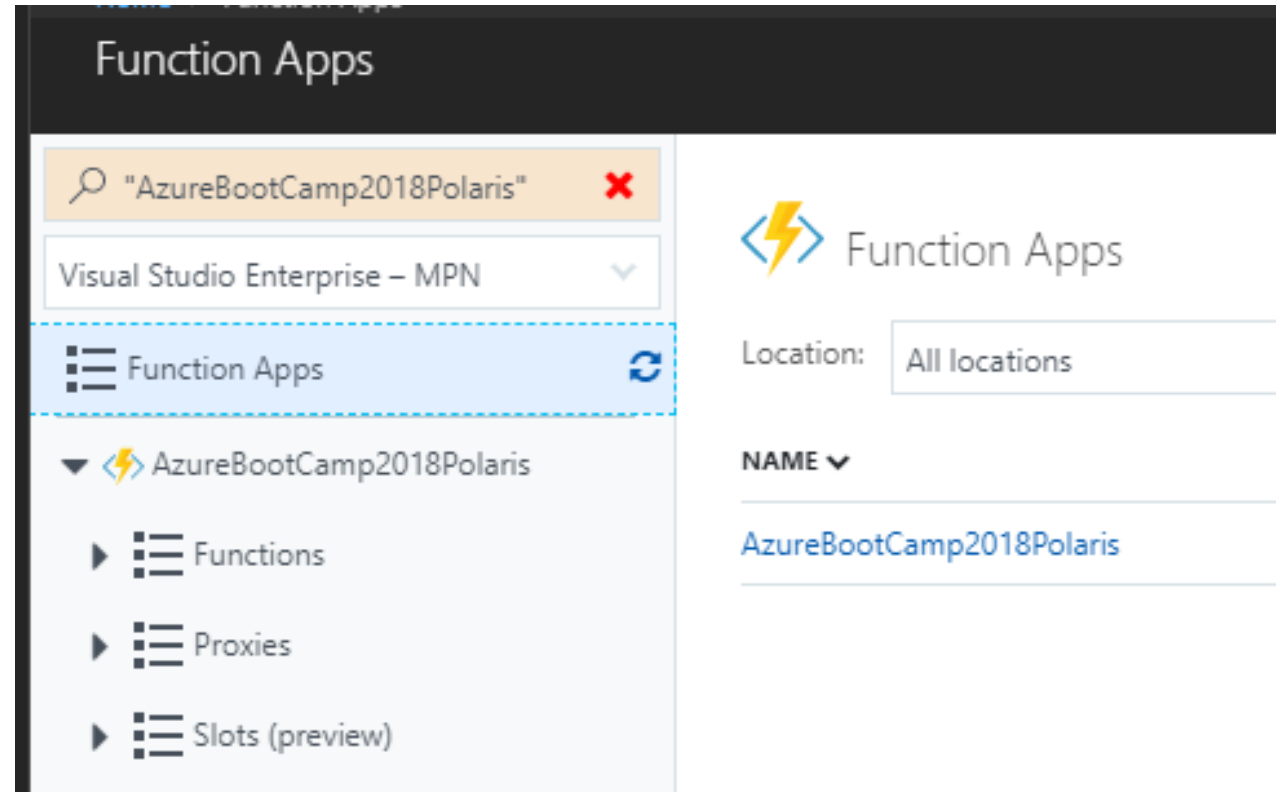 Function Apps
"AzureBootCamp2018Polaris"
Visual Studio Enterprise – MPN
Function Apps
AzureBootCamp2018Polaris
Functions
Proxies
Slots (preview)
Function Apps
Location: All locations
NAME
AzureBootCamp2018Polaris